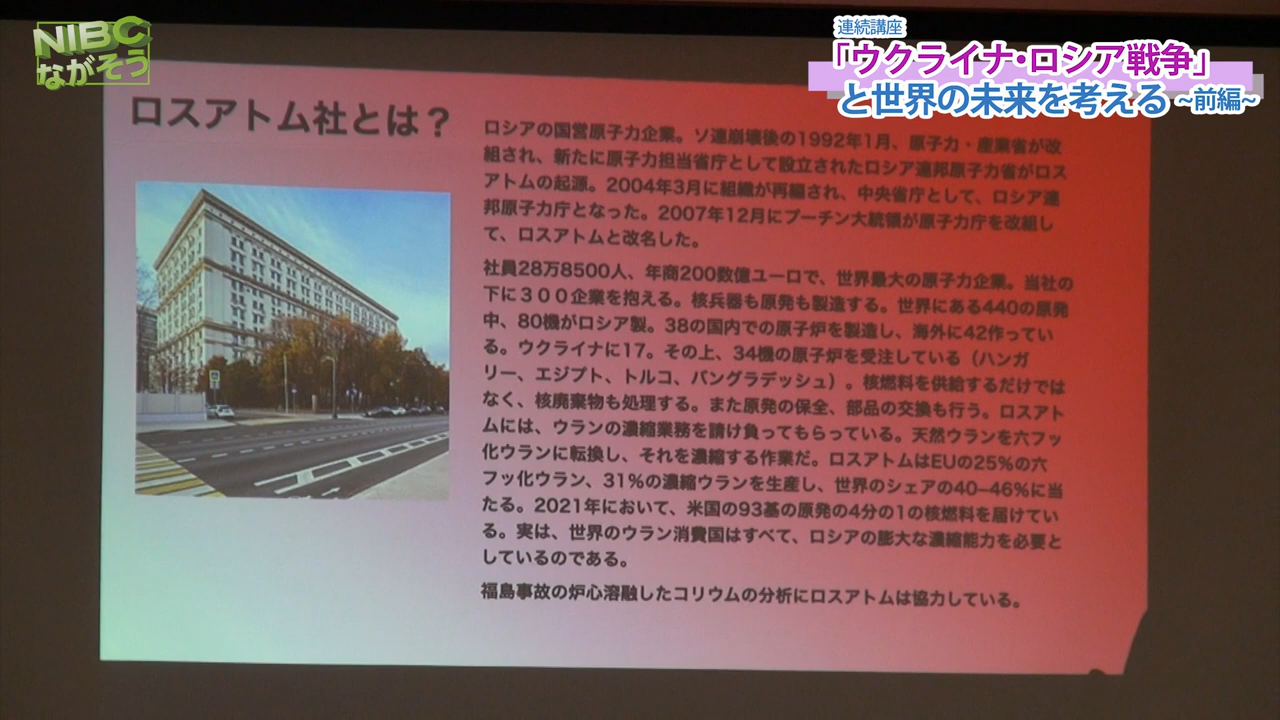 NIBC
ながそう
連続講座
「ウクライナ・ロシア戦争」
と世界の未来を考える ~前編~
ロスアトム社とは？
ロシアの国営原子力企業。ソ連崩壊後の1992年1月、原子力・産業省が改
組され、新たに原子力担当省庁として設立されたロシア連邦原子力省がロス
アトムの起源。2004年3月に組織が再編され、中央省庁として、ロシア連
邦原子力庁となった。2007年12月にプーチン大統領が原子力庁を改組し
て、ロスアトムと改名した。
社員28万8500人、年商200数億ユーロで、世界最大の原子力企業。当社の
下に３００企業を抱える。核兵器も原発も製造する。世界にある440の原発
中、80機がロシア製。38の国内での原子炉を製造し、海外に42作ってい
る。ウクライナに17。その上、34機の原子炉を受注している（ハンガ
リー、エジプト、トルコ、バングラデッシュ）。核燃料を供給するだけでは
なく、核廃棄物も処理する。また原発の保全、部品の交換も行う。ロスアト
ムには、ウランの濃縮業務を請け負ってもらっている。天然ウランを六フッ
化ウランに転換し、それを濃縮する作業だ。ロスアトムはEUの25%の六
フッ化ウラン、31%の濃縮ウランを生産し、世界のシェアの40–46%に当
たる。2021年において、米国の93基の原発の4分の1の核燃料を届けてい
る。実は、世界のウラン消費国はすべて、ロシアの膨大な濃縮能力を必要と
しているのである。
福島事故の炉心溶融したコリウムの分析にロスアトムは協力している。